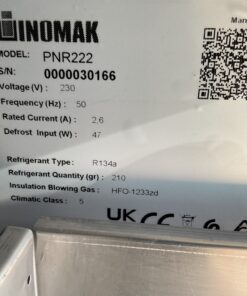 INOMAK
Man
MODEL: PNR222
S/N: 0000030166
Voltage (V) : 230
Frequency (Hz) : 50
Rated Current (A) : 2.6
Defrost Input (W) : 47
Refrigerant Type : R134a
Refrigerant Quantity (gr) : 210
Insulation Blowing Gas : HFO-1233zd
Climatic Class : 5
UK CE